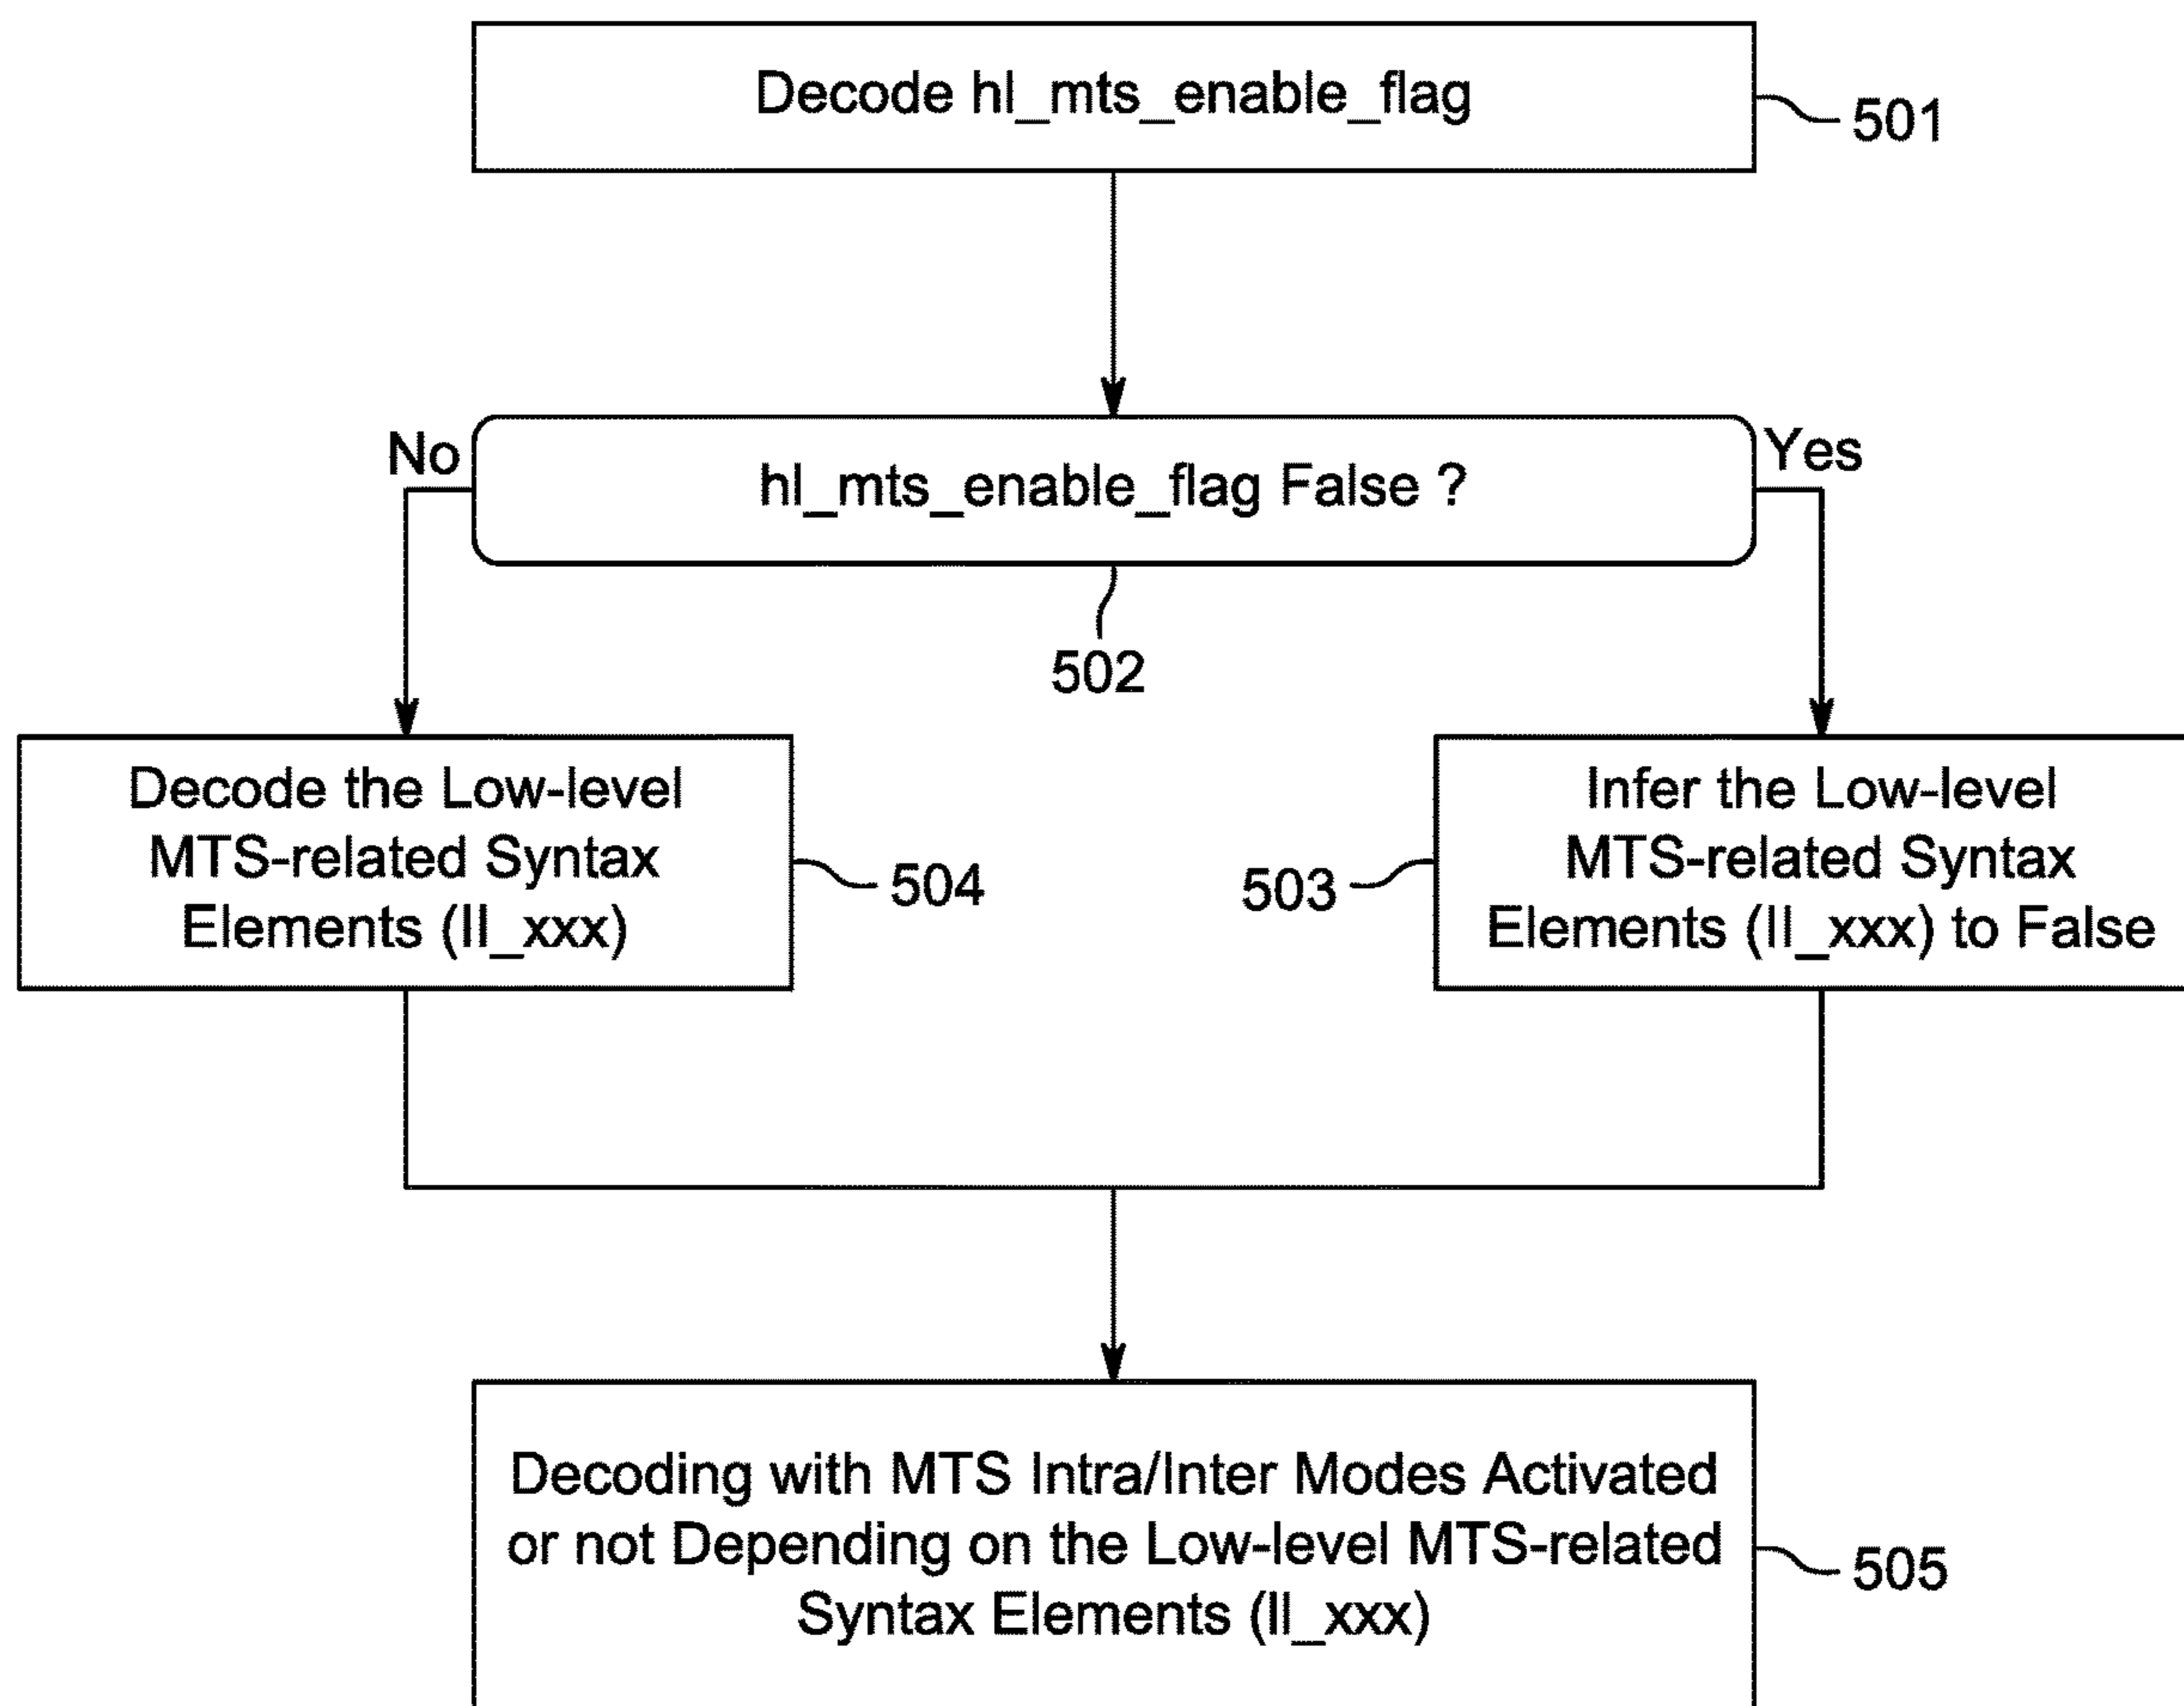 Decode hl_mts_enable_flag
501
No
hl_mts_enable_flag False ?
Yes
502
Decode the Low-level
MTS-related Syntax
Elements (ll_xxx)
504
503
Infer the Low-level
MTS-related Syntax
Elements (ll_xxx) to False
Decoding with MTS Intra/Inter Modes Activated
or not Depending on the Low-level MTS-related
Syntax Elements (ll_xxx)
505